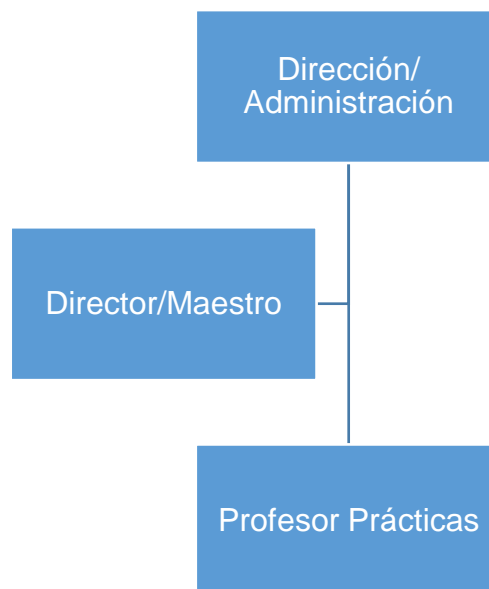 Dirección/
Administración
Director/Maestro
Profesor Prácticas